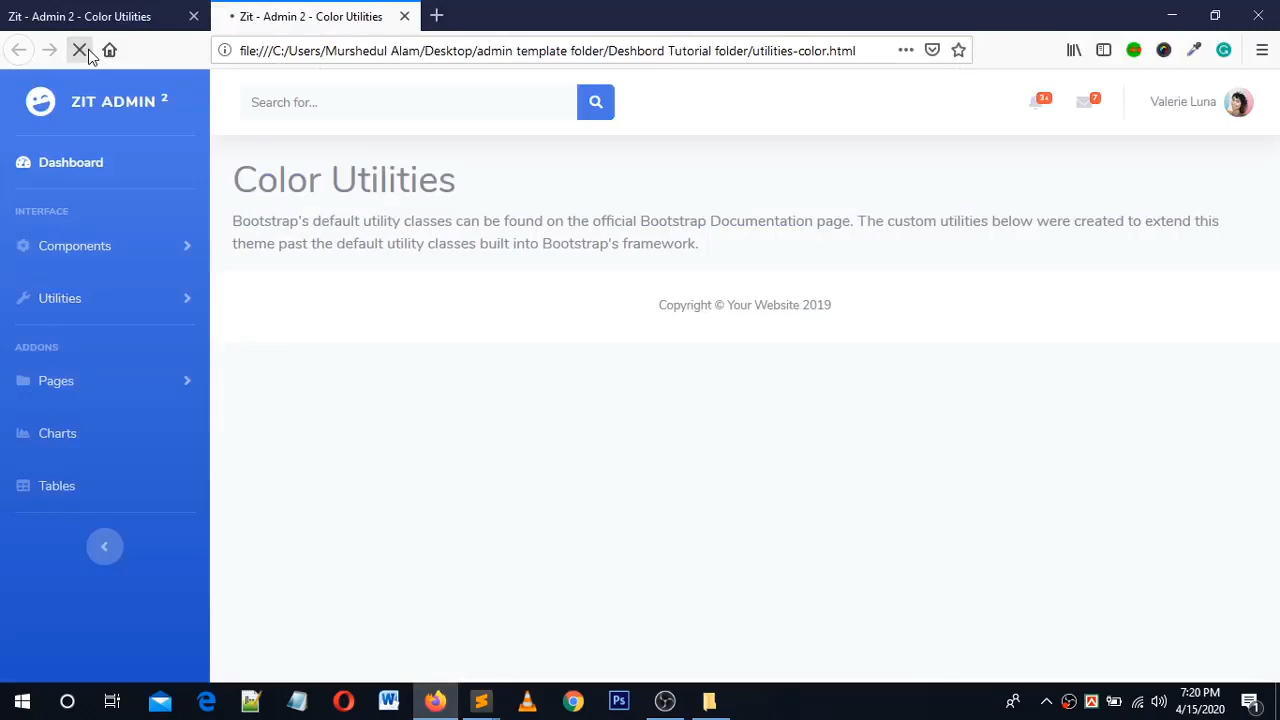 Zit - Admin 2 - Color Utilities
Zit - Admin 2 - Color Utilities
file:///C:/Users/Murshedul Alam/Desktop/admin template folder/Deshbord Tutorial folder/utilities-color.html
ZIT ADMIN 2
Search for...
7
Valerie Luna
Dashboard
INTERFACE
Components
Utilities
ADDONS
Pages
Charts
Tables
Color Utilities
Bootstrap's default utility classes can be found on the official Bootstrap Documentation page. The custom utilities below were created to extend this
theme past the default utility classes built into Bootstrap's framework.
Copyright © Your Website 2019
7:20 PM
4/15/2020